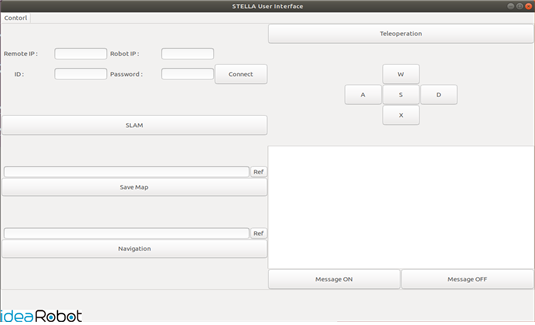 STELLA User Interface
Contorl
Remote IP :
Robot IP :
ID :
Password :
Connect
SLAM
Ref
Save Map
Ref
Navigation
Teleoperation
W
A
S
D
X
Message ON
Message OFF
ideaRobot